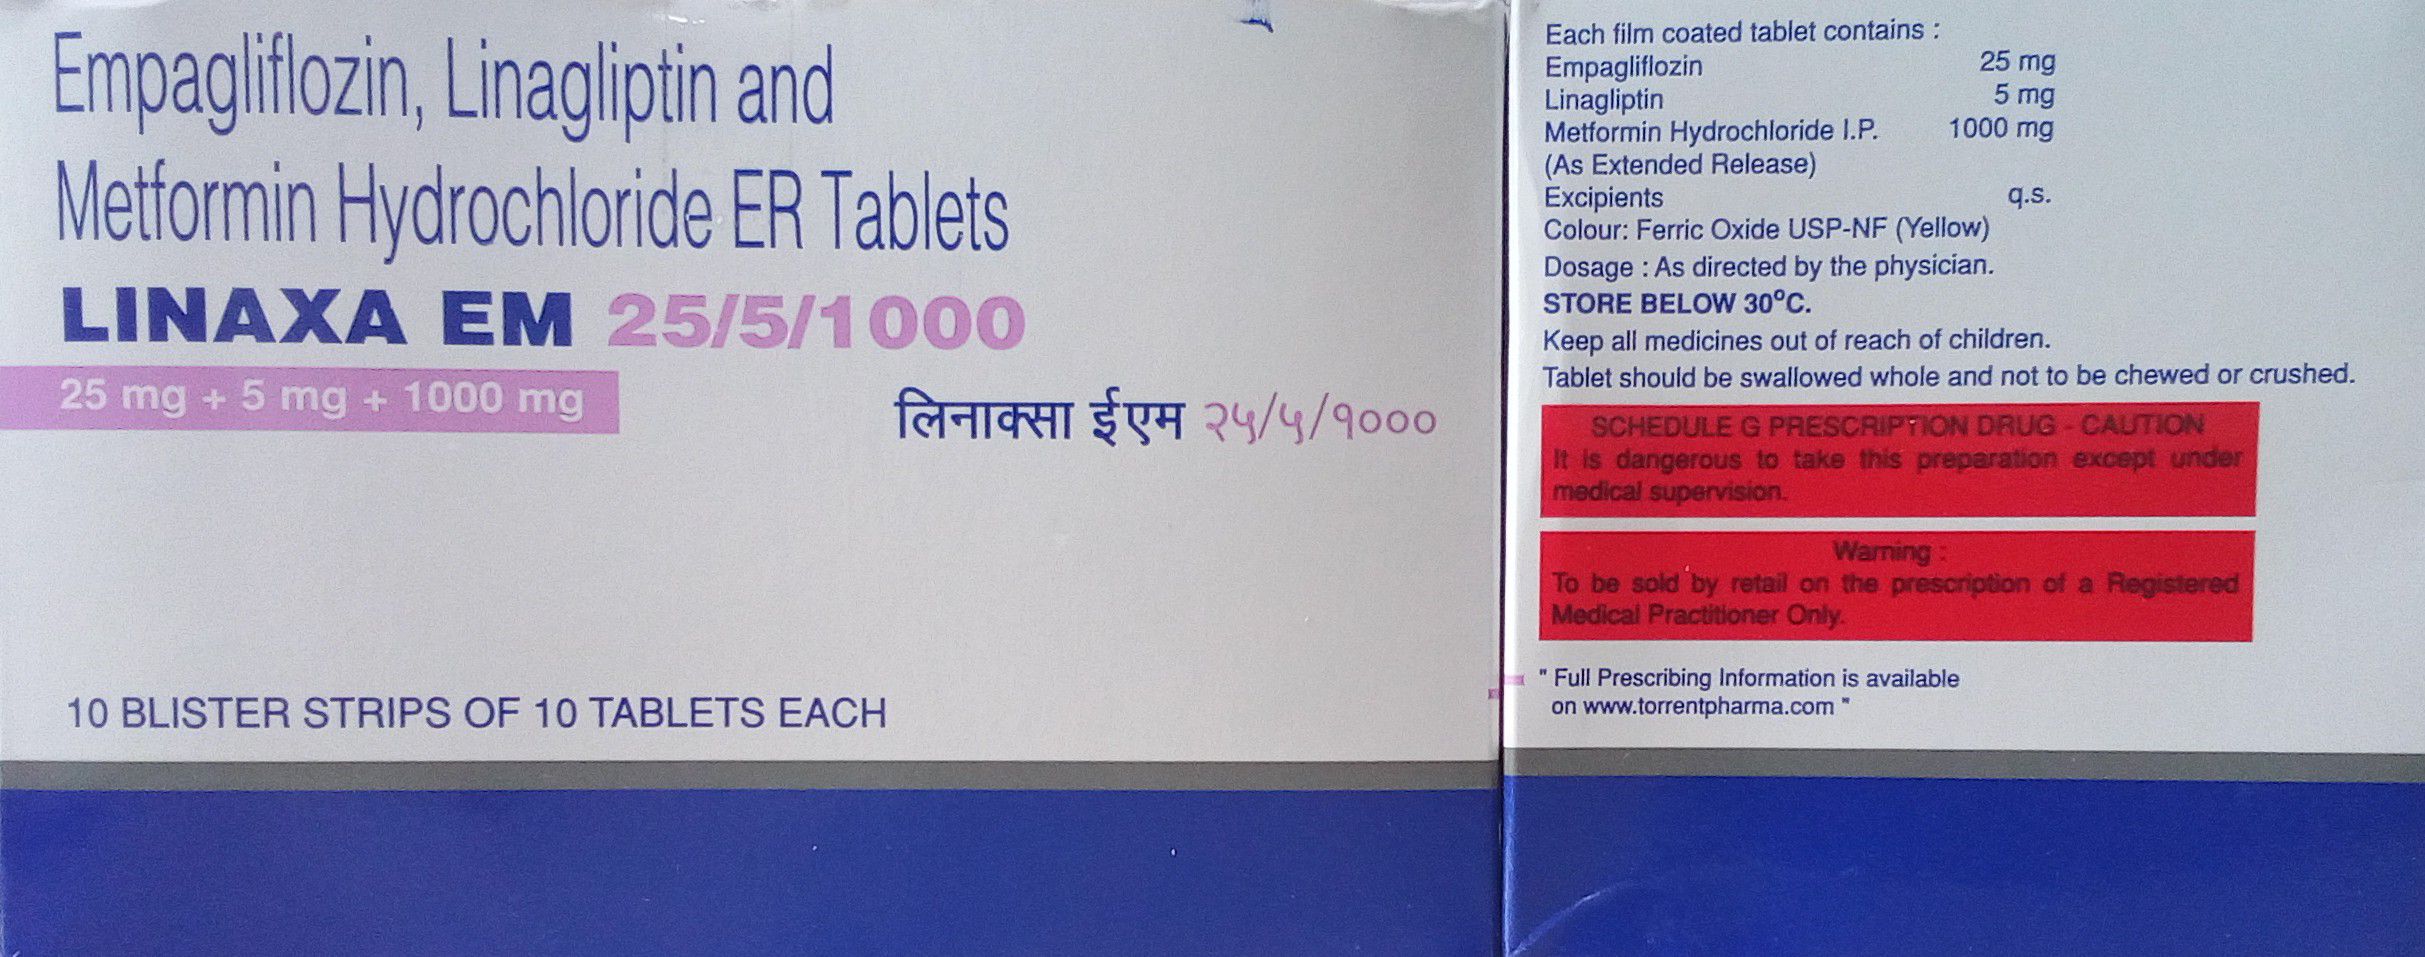 Empagliflozin, Linagliptin and
Metformin Hydrochloride ER Tablets
LINAXA EM 25/5/1000
25 mg + 5 mg + 1000 mg
लिनाक्सा ईएम २५/५/१०००
10 BLISTER STRIPS OF 10 TABLETS EACH
Each film coated tablet contains :
Empagliflozin 25 mg
Linagliptin 5 mg
Metformin Hydrochloride I.P. 1000 mg
(As Extended Release)
Excipients q.s.
Colour: Ferric Oxide USP-NF (Yellow)
Dosage : As directed by the physician.
STORE BELOW 30°C.
Keep all medicines out of reach of children.
Tablet should be swallowed whole and not to be chewed or crushed.
SCHEDULE G PRESCRIPTION DRUG - CAUTION
It is dangerous to take this preparation except under
medical supervision.
Warning :
To be sold by retail on the prescription of a Registered
Medical Practitioner Only.
" Full Prescribing Information is available
on www.torrentpharma.com "